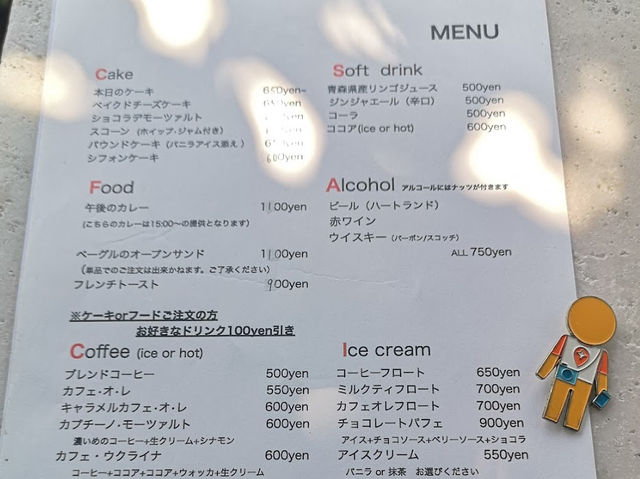 MENU
Cake
本日のケーキ 650yen~
ベイクドチーズケーキ
ショコラデモーツァルト
スコーン (ホイップ・ジャム付き)
パウンドケーキ (バニラアイス添え)
シフォンケーキ 600yen
Food
午後のカレー 1100yen
(こちらのカレーは15:00~の提供となります)
ベーグルのオープンサンド 1100yen
(単品でのご注文は出来かねます。ご了承ください)
フレンチトースト 900yen
※ケーキorフードご注文の方
お好きなドリンク100yen引き
Coffee (ice or hot)
ブレンドコーヒー 500yen
カフェ・オ・レ 550yen
キャラメルカフェ・オ・レ 600yen
カプチーノ・モーツァルト 600yen
濃いめのコーヒー+生クリーム+シナモン
カフェ・ウクライナ 600yen
コーヒー+ココア+ココア+ウォッカ+生クリーム
Soft drink
青森県産リンゴジュース 500yen
ジンジャエール (辛口) 500yen
コーラ 500yen
ココア(ice or hot) 600yen
Alcohol アルコールにはナッツが付きます
ビール (ハートランド)
赤ワイン
ウイスキー (バーボン/スコッチ)
ALL 750yen
Ice cream
コーヒーフロート 650yen
ミルクティフロート 700yen
カフェオレフロート 700yen
チョコレートパフェ 900yen
アイス+チョコソース+ベリーソース+ショコラ
アイスクリーム 550yen
バニラ or 抹茶 お選びください